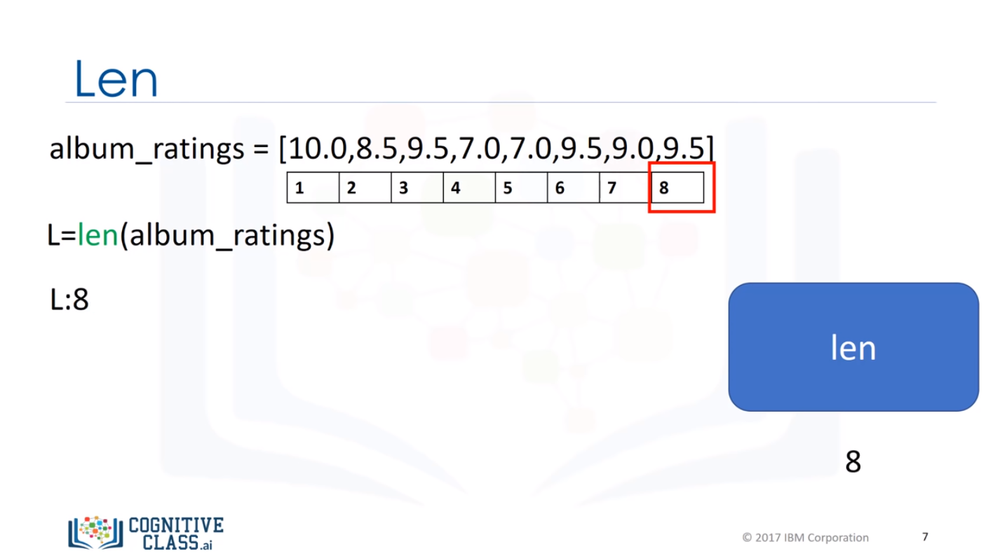 Len
album_ratings = [10.0,8.5,9.5,7.0,7.0,9.5,9.0,9.5]
1 2 3 4 5 6 7 8
L=len(album_ratings)
L:8
len
8
COGNITIVE
CLASS.ai
© 2017 IBM Corporation 7